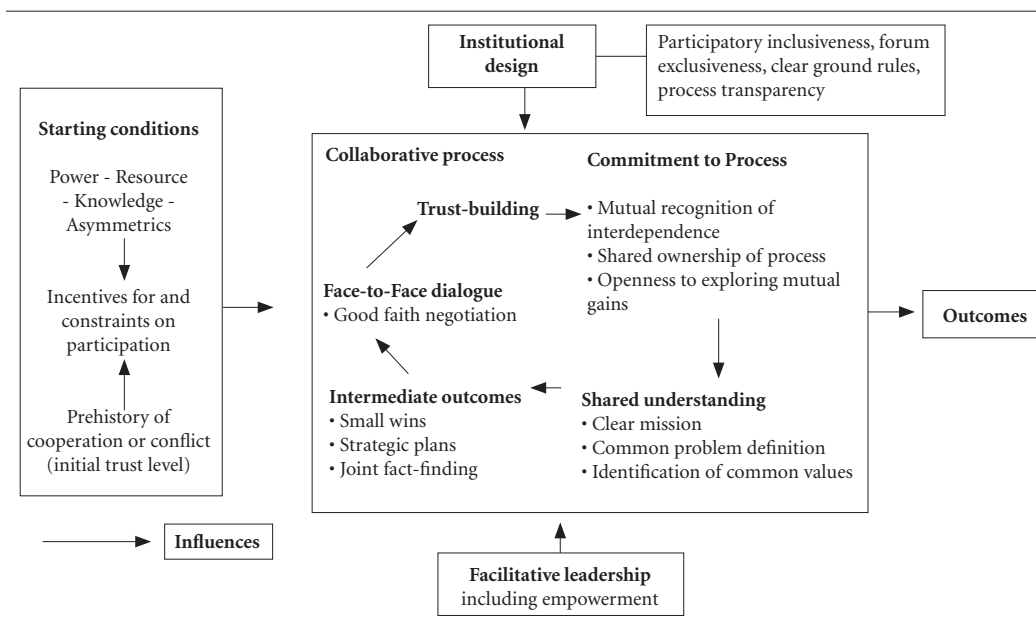 Institutional
design
Participatory inclusiveness, forum
exclusiveness, clear ground rules,
process transparency
Starting conditions
Power - Resource
- Knowledge -
Asymmetrics
Incentives for and
constraints on
participation
Prehistory of
cooperation or conflict
(initial trust level)
Collaborative process
Trust-building
Face-to-Face dialogue
• Good faith negotiation
Commitment to Process
• Mutual recognition of
interdependence
• Shared ownership of process
• Openness to exploring mutual
gains
Intermediate outcomes
• Small wins
• Strategic plans
• Joint fact-finding
Shared understanding
• Clear mission
• Common problem definition
• Identification of common values
Outcomes
Influences
Facilitative leadership
including empowerment